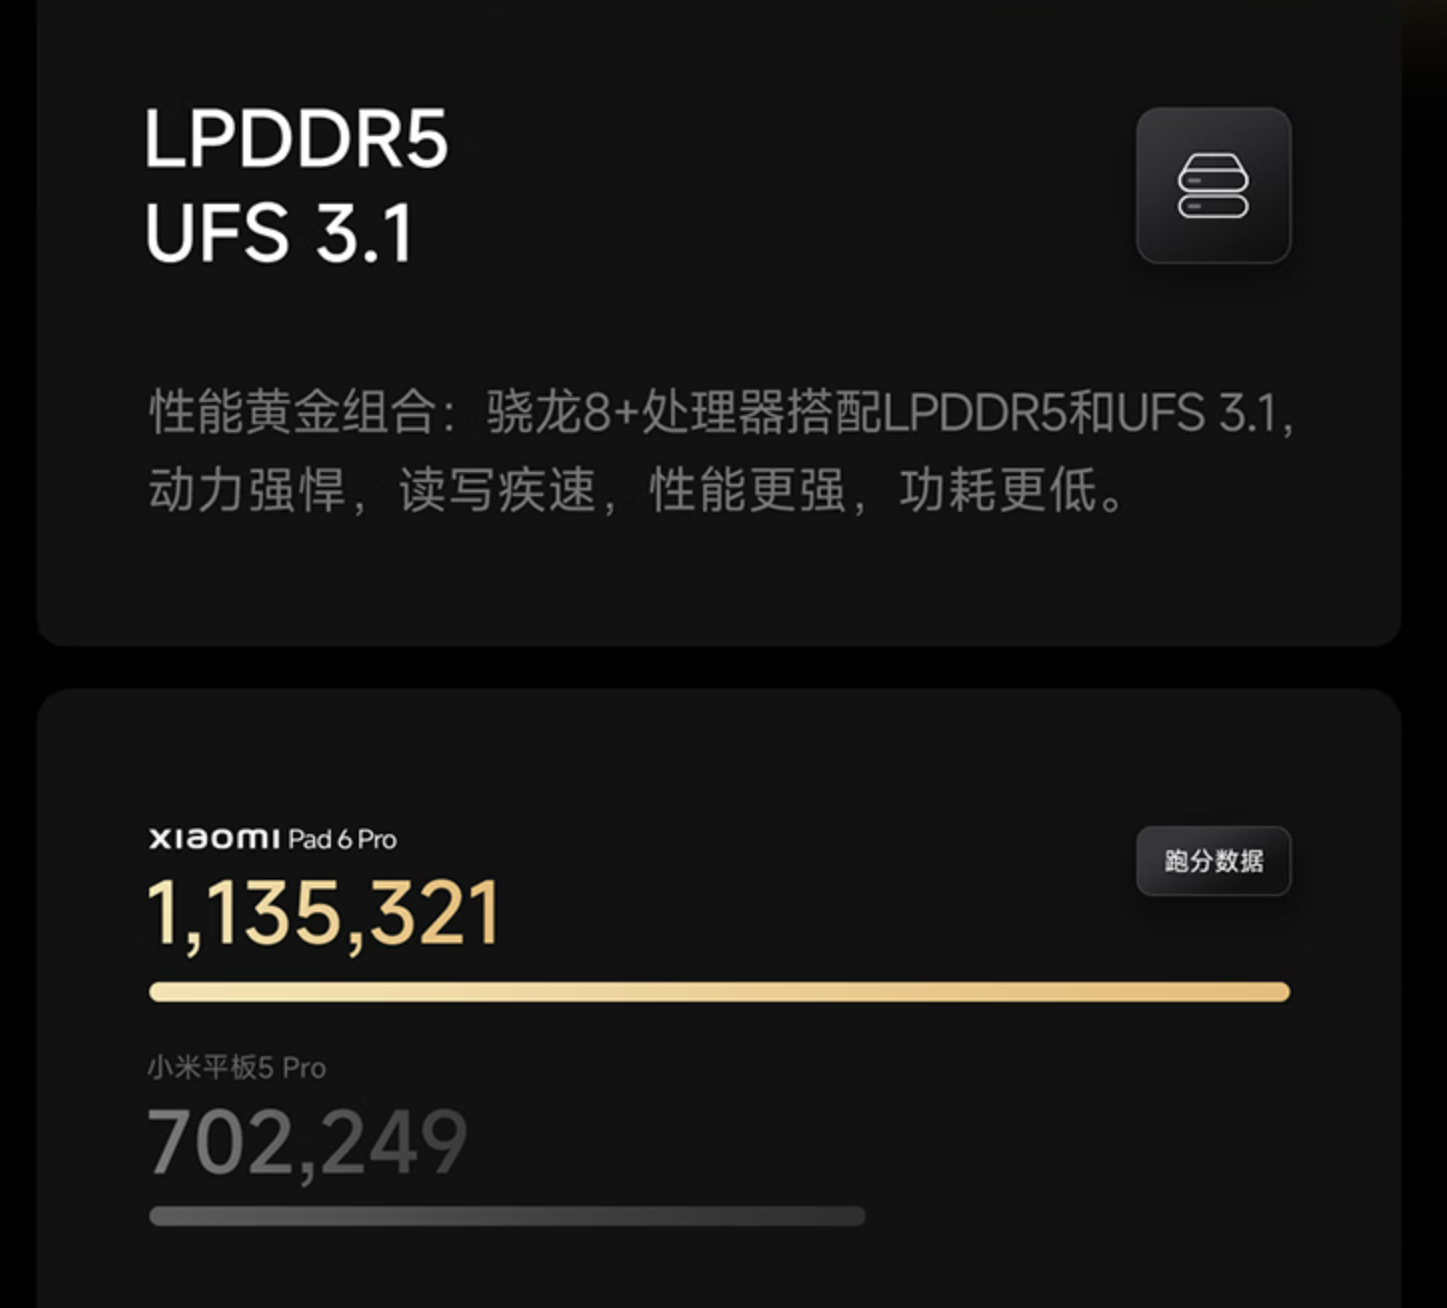 LPDDR5
UFS 3.1
性能黄金组合：骁龙8+处理器搭配LPDDR5和UFS 3.1，
动力强悍，读写疾速，性能更强，功耗更低。
xiaomi Pad 6 Pro
跑分数据
1,135,321
小米平板5 Pro
702,249